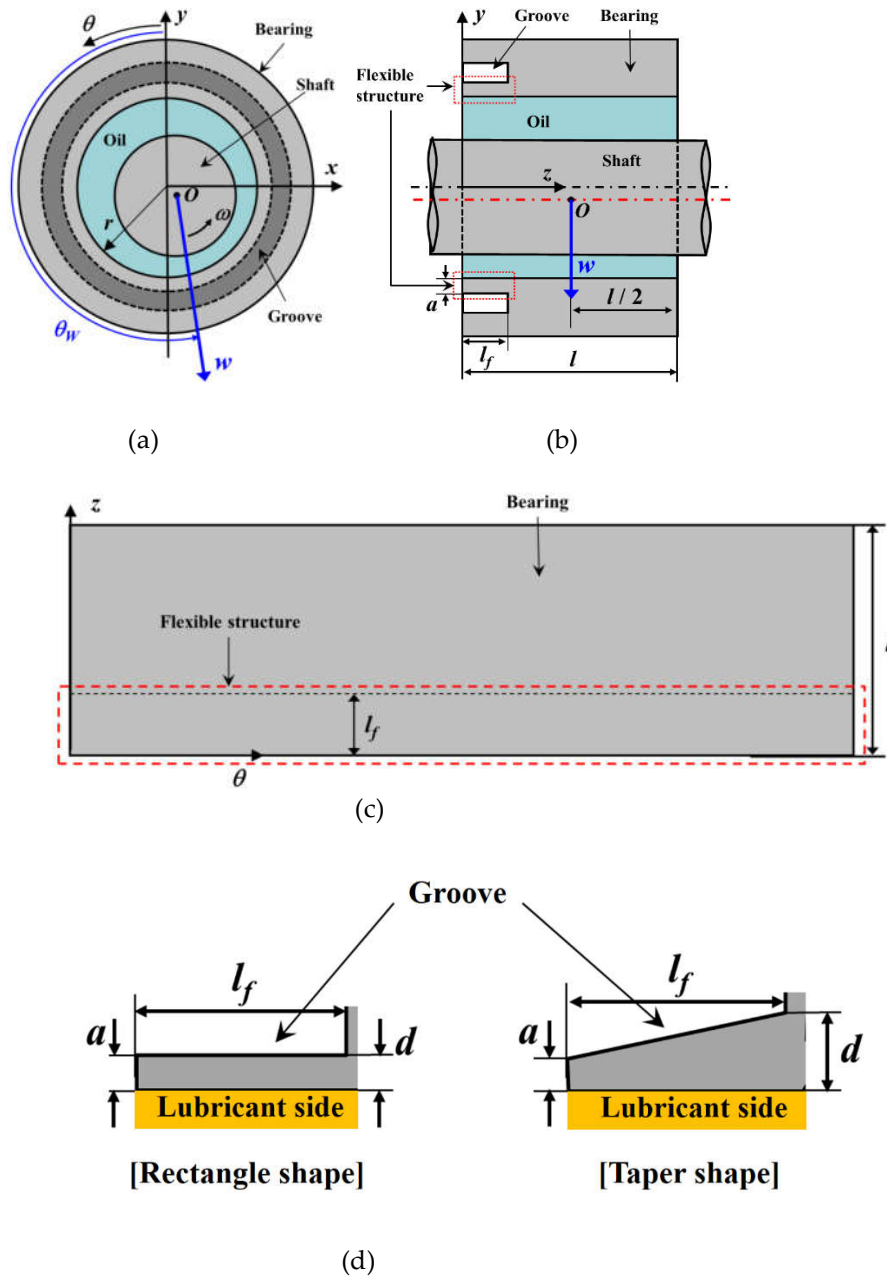 θ
y
Bearing
Shaft
Oil
x
O
r
ω
Groove
θW
w
(a)
y
Groove
Bearing
Flexible
structure
Oil
Shaft
z
O
w
a
l / 2
lf
l
(b)
z
Bearing
Flexible structure
lf
θ
(c)
Groove
lf
a
d
Lubricant side
[Rectangle shape]
lf
a
d
Lubricant side
[Taper shape]
(d)